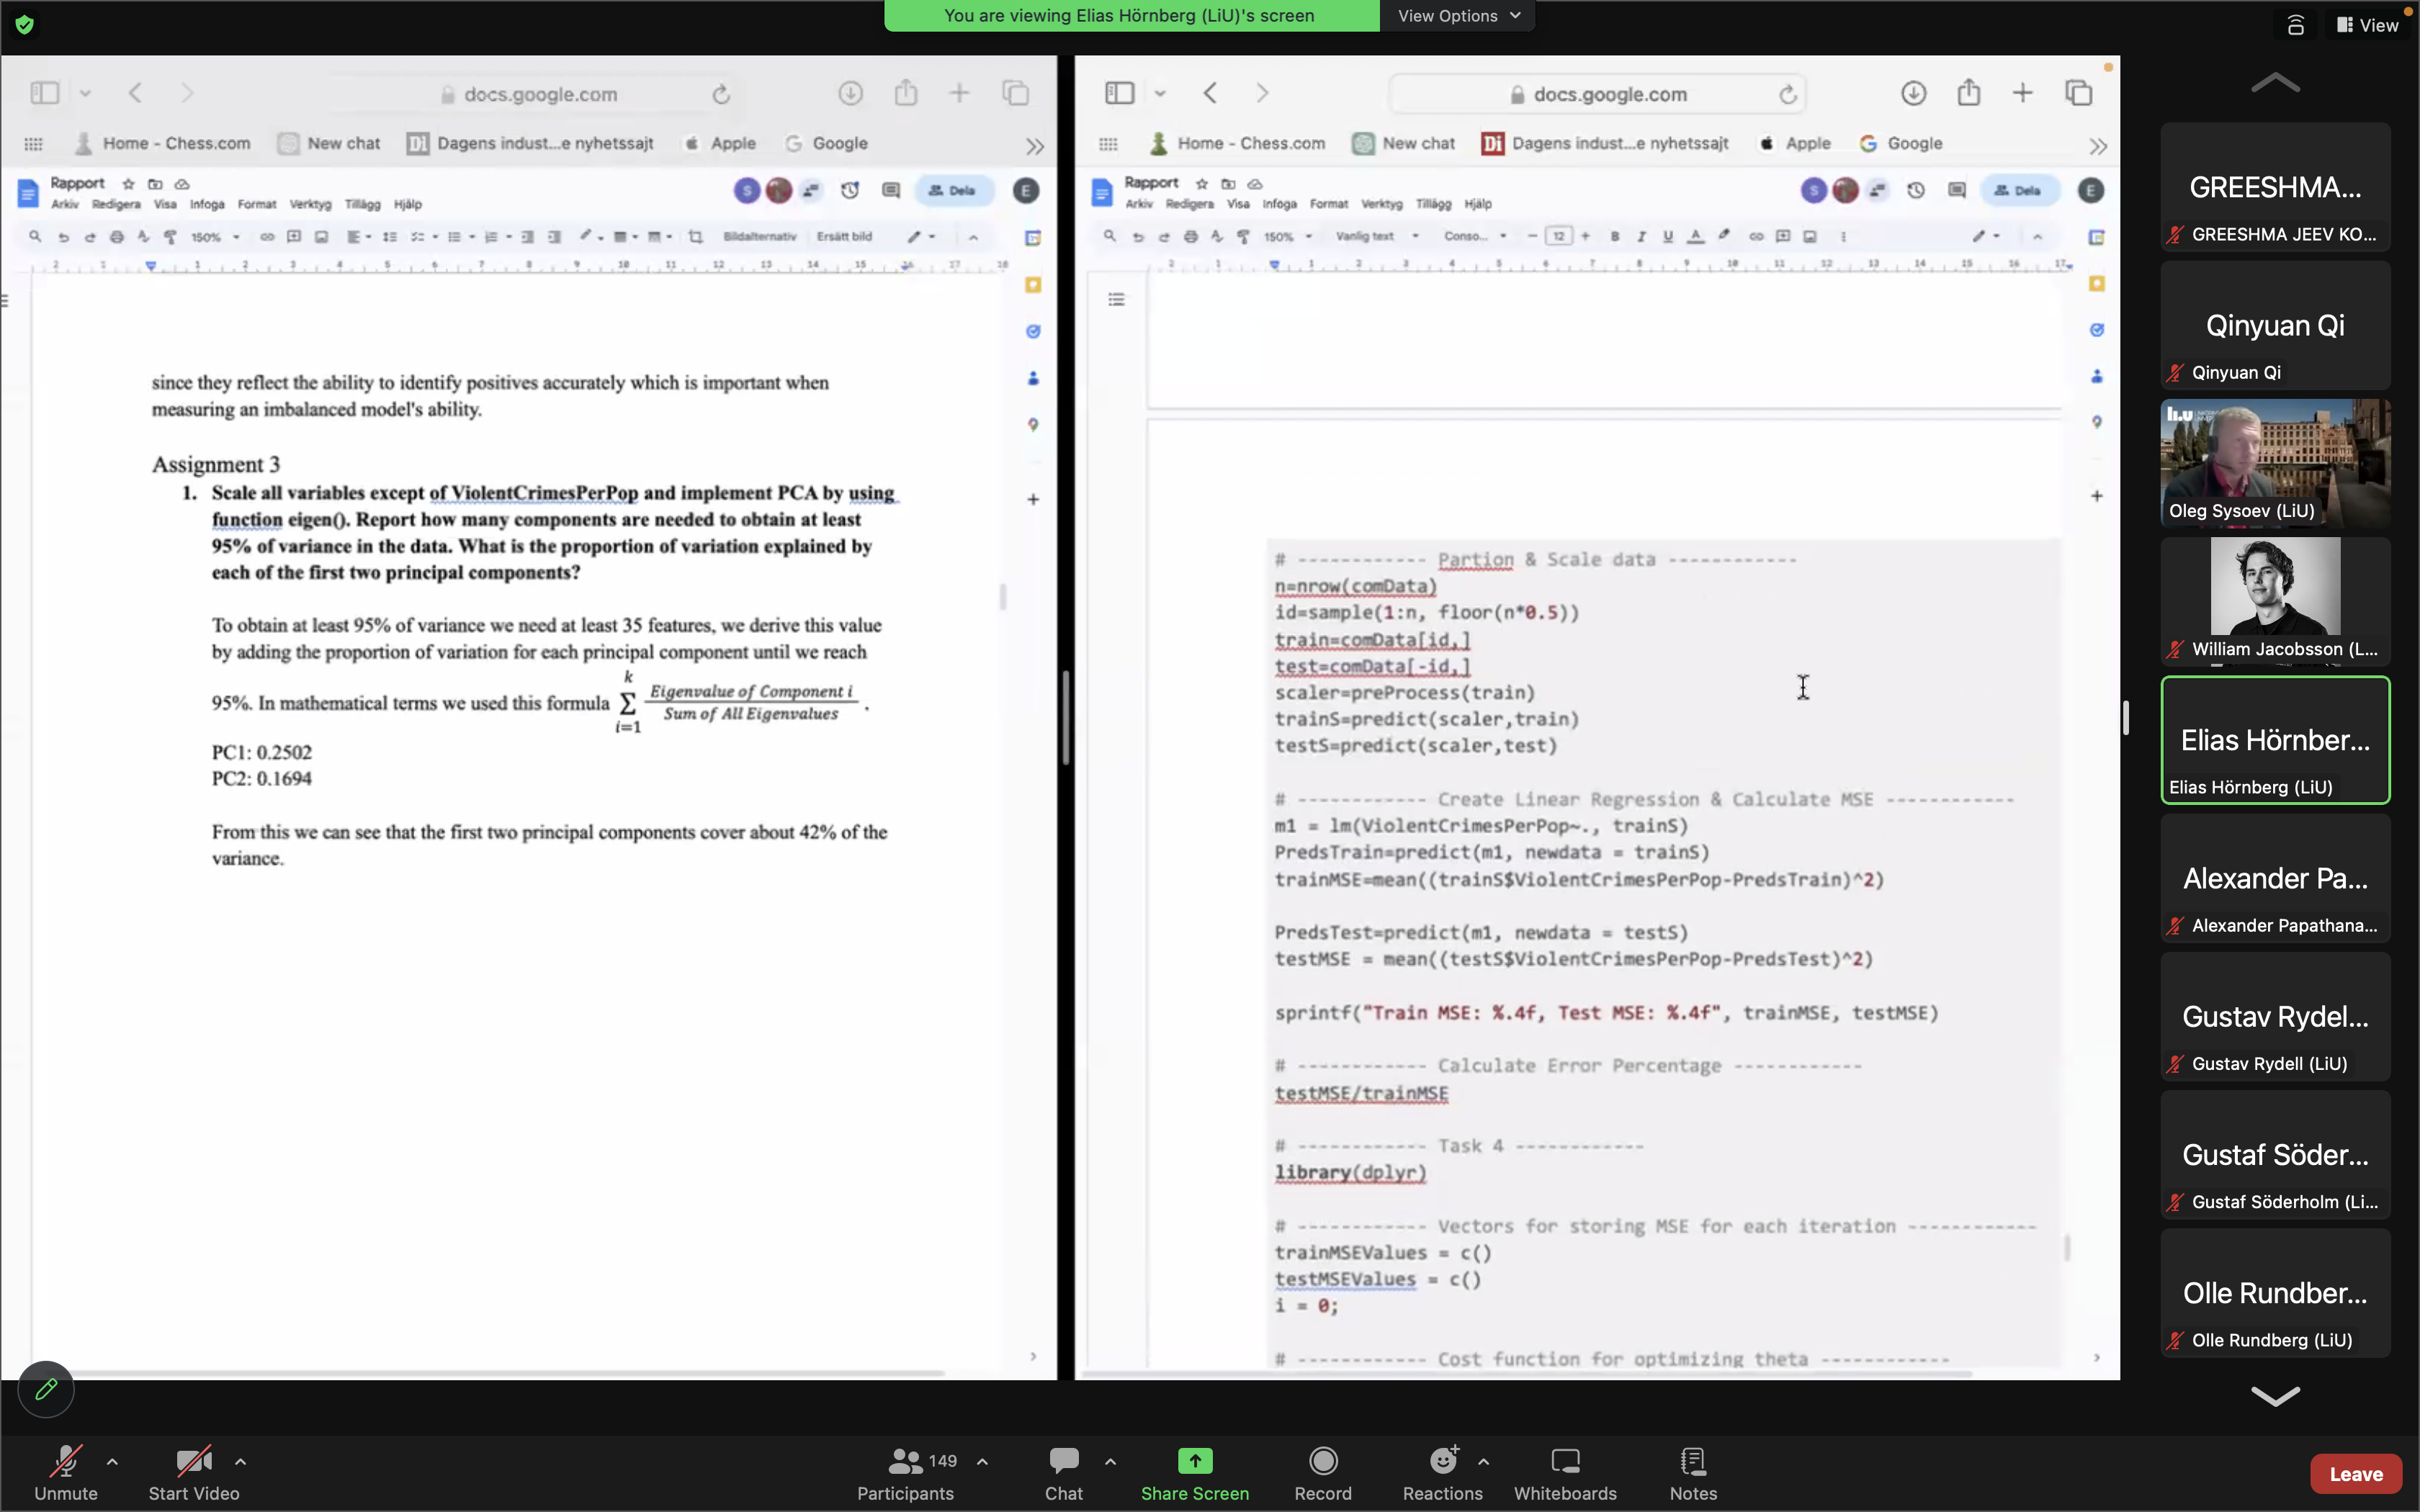 You are viewing Elias Hörnberg (LiU)'s screen
View Options
View
docs.google.com
Home - Chess.com
New chat
Dagens indust...e nyhetssajt
Apple
Google
Rapport
Dela
E
Arkiv Redigera Visa Infoga Format Verktyg Tillägg Hjälp
150%
Bildalternativ
Ersätt bild
since they reflect the ability to identify positives accurately which is important when
measuring an imbalanced model's ability.
Assignment 3
1. Scale all variables except of ViolentCrimesPerPop and implement PCA by using
function eigen(). Report how many components are needed to obtain at least
95% of variance in the data. What is the proportion of variation explained by
each of the first two principal components?
To obtain at least 95% of variance we need at least 35 features, we derive this value
by adding the proportion of variation for each principal component until we reach
95%. In mathematical terms we used this formula k ∑ i=1 Eigenvalue of Component i / Sum of All Eigenvalues .
PC1: 0.2502
PC2: 0.1694
From this we can see that the first two principal components cover about 42% of the
variance.
docs.google.com
Home - Chess.com
New chat
Di
Dagens indust...e nyhetssajt
Apple
Google
Rapport
S
Dela
E
Arkiv Redigera Visa Infoga Format Verktyg Tillägg Hjälp
150%
Vanlig text
Conso...
12
B I U A
# ------------ Partion & Scale data ------------
n=nrow(comData)
id=sample(1:n, floor(n*0.5))
train=comData[id,]
test=comData[-id,]
scaler=preProcess(train)
trainS=predict(scaler,train)
testS=predict(scaler,test)
# ------------ Create Linear Regression & Calculate MSE ------------
m1 = lm(ViolentCrimesPerPop~., trainS)
PredsTrain=predict(m1, newdata = trainS)
trainMSE=mean((trainS$ViolentCrimesPerPop-PredsTrain)^2)
PredsTest=predict(m1, newdata = testS)
testMSE = mean((testS$ViolentCrimesPerPop-PredsTest)^2)
sprintf("Train MSE: %.4f, Test MSE: %.4f", trainMSE, testMSE)
# ------------ Calculate Error Percentage ------------
testMSE/trainMSE
# ------------ Task 4 ------------
library(dplyr)
# ------------ Vectors for storing MSE for each iteration ------------
trainMSEValues = c()
testMSEValues = c()
i = 0;
# ------------ Cost function for optimizing theta ------------
GREESHMA...
GREESHMA JEEV KO...
Qinyuan Qi
Qinyuan Qi
li.u
Oleg Sysoev (LiU)
William Jacobsson (L...
Elias Hörnber...
Elias Hörnberg (LiU)
Alexander Pa...
Alexander Papathana...
Gustav Rydel...
Gustav Rydell (LiU)
Gustaf Söder...
Gustaf Söderholm (Li...
Olle Rundber...
Olle Rundberg (LiU)
Unmute
Start Video
149
Participants
Chat
Share Screen
Record
Reactions
Whiteboards
Notes
Leave